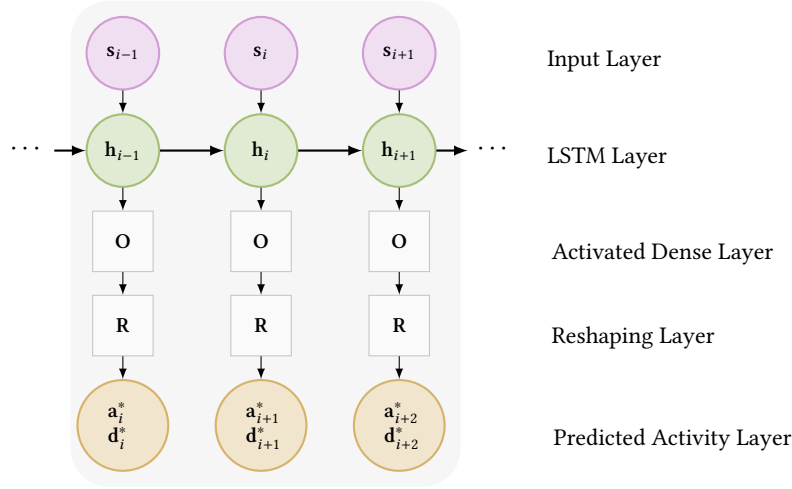 s_{i−1} s_i s_{i+1} Input Layer
··· h_{i−1} h_i h_{i+1} ··· LSTM Layer
O O O Activated Dense Layer
R R R Reshaping Layer
a^*_i a^*_{i+1} a^*_{i+2}
d^*_i d^*_{i+1} d^*_{i+2} Predicted Activity Layer